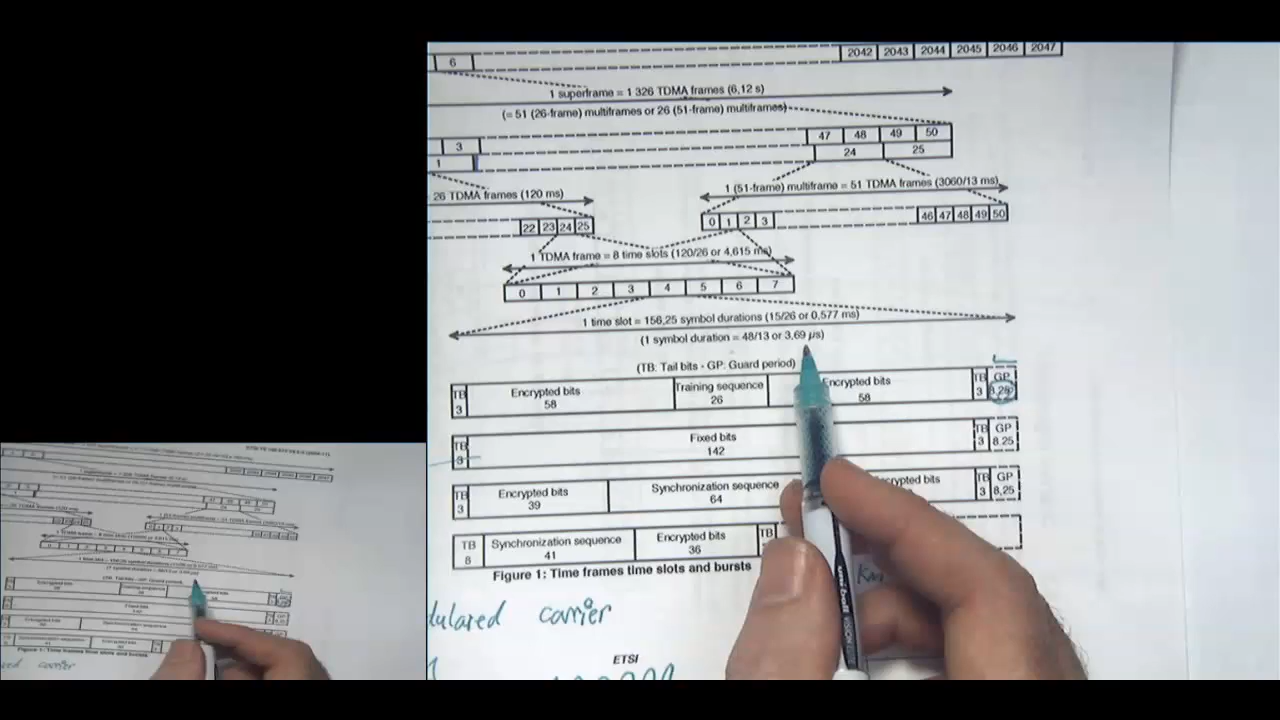 6 2042 2043 2044 2045 2046 2047
1 superframe = 1 326 TDMA frames (6,12 s)
(= 51 (26-frame) multiframes or 26 (51-frame) multiframes)
3 47 48 49 50
1 24 25
26 TDMA frames (120 ms) 1 (51-frame) multiframe = 51 TDMA frames (3060/13 ms)
22 23 24 25 0 1 2 3 46 47 48 49 50
1 TDMA frame = 8 time slots (120/26 or 4,615 ms)
0 1 2 3 4 5 6 7
1 time slot = 156,25 symbol durations (15/26 or 0,577 ms)
(1 symbol duration = 48/13 or 3,69 µs)
(TB: Tail bits - GP: Guard period)
TB 3 Encrypted bits 58 Training sequence 26 Encrypted bits 58 TB 3 GP 8,25
TB 3 Fixed bits 142 TB 3 GP 8,25
TB 3 Encrypted bits 39 Synchronization sequence 64 bits TB 3 GP 8,25
TB 8 Synchronization sequence 41 Encrypted bits 36 TB
Figure 1: Time frames time slots and bursts
dulared carrier
ETSI